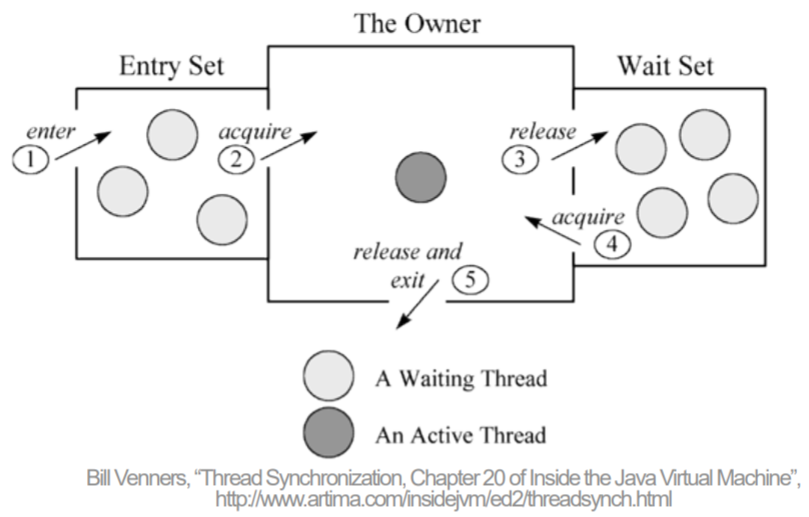 The Owner
Entry Set
Wait Set
enter
1
acquire
2
release
3
acquire
4
release and
exit
5
A Waiting Thread
An Active Thread
Bill Venners, “Thread Synchronization, Chapter 20 of Inside the Java Virtual Machine”,
http://www.artima.com/insidejvm/ed2/threadsynch.html